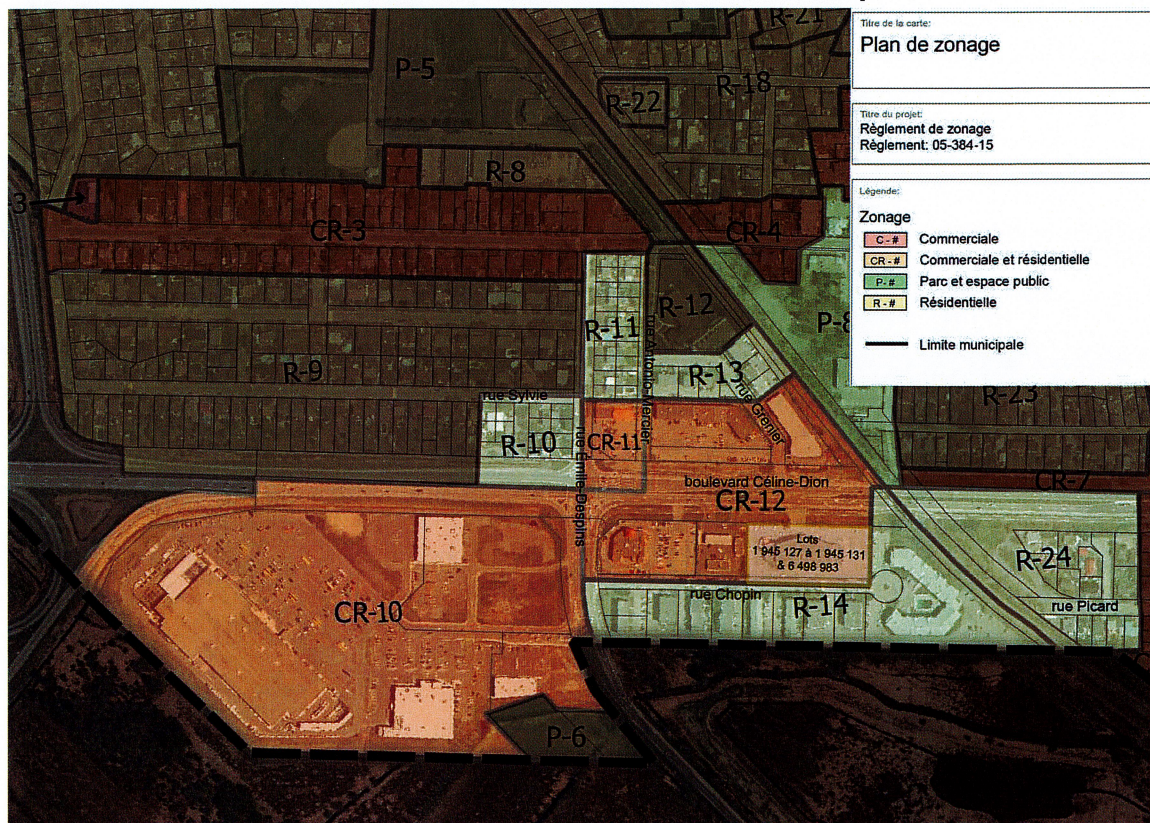 Titre de la carte:
Plan de zonage
Titre du projet:
Règlement de zonage
Règlement: 05-384-15
Légende:
Zonage
C - # Commerciale
CR - # Commerciale et résidentielle
P - # Parc et espace public
R - # Résidentielle
Limite municipale
R-21
P-5
R-18
R-22
R-8
-3
CR-3
CR-4
R-12
P-8
R-11
rue Antonio-Mercier
R-9
R-13
R-23
rue Sylvie
rue Grenier
R-10
CR-11
rue Émilie-Despins
boulevard Céline-Dion
CR-12
CR-7
Lots
1 945 127 à 1 945 131
& 6 498 983
R-24
rue Chopin
R-14
rue Picard
CR-10
P-6